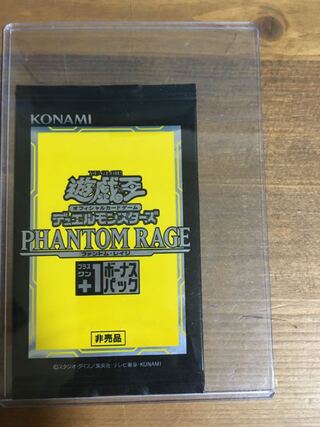 KONAMI
遊戯王
オフィシャルカードゲーム
デュエルモンスターズ
PHANTOM RAGE
ファントム・レイジ
プラス
ワン
+1
ボーナス
パック
非売品
©スタジオ・ダイス／集英社・テレビ東京・KONAMI